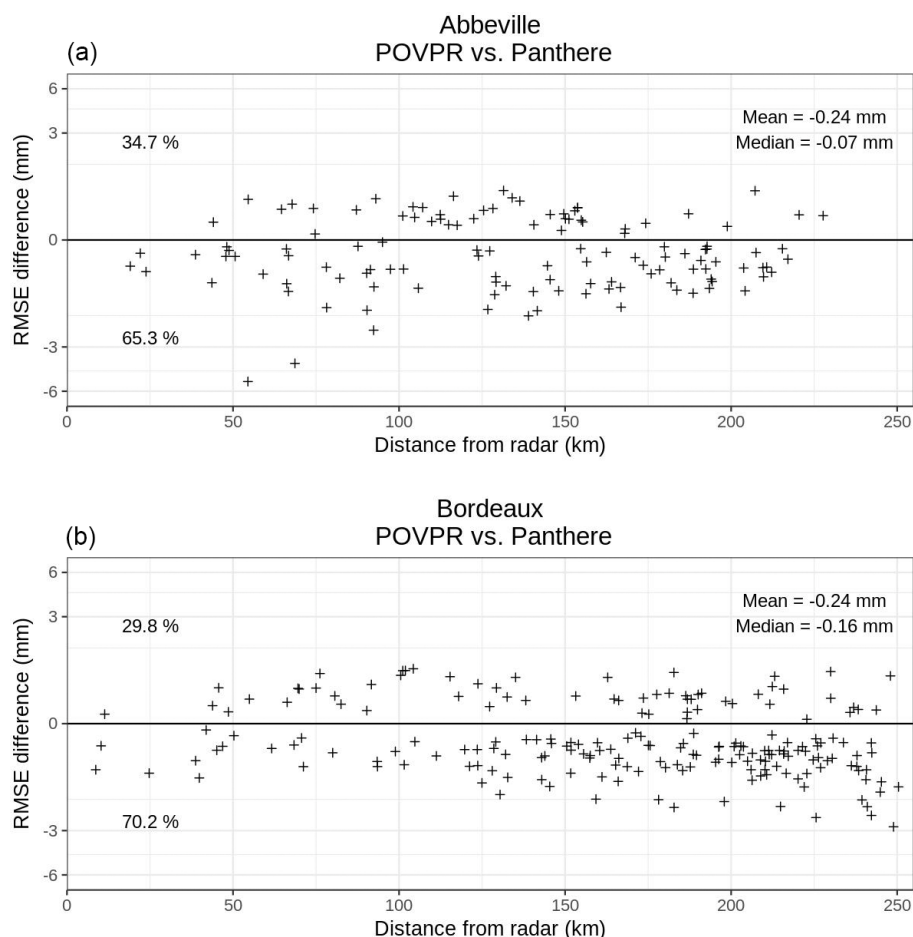 Abbeville
(a)
POVPR vs. Panthere
6
Mean = -0.24 mm
34.7 %
3
Median = -0.07 mm
RMSE difference (mm)
0
65.3 %
-3
-6
0 50 100 150 200 250
Distance from radar (km)
Bordeaux
(b)
POVPR vs. Panthere
6
Mean = -0.24 mm
29.8 %
3
Median = -0.16 mm
RMSE difference (mm)
0
70.2 %
-3
-6
0 50 100 150 200 250
Distance from radar (km)